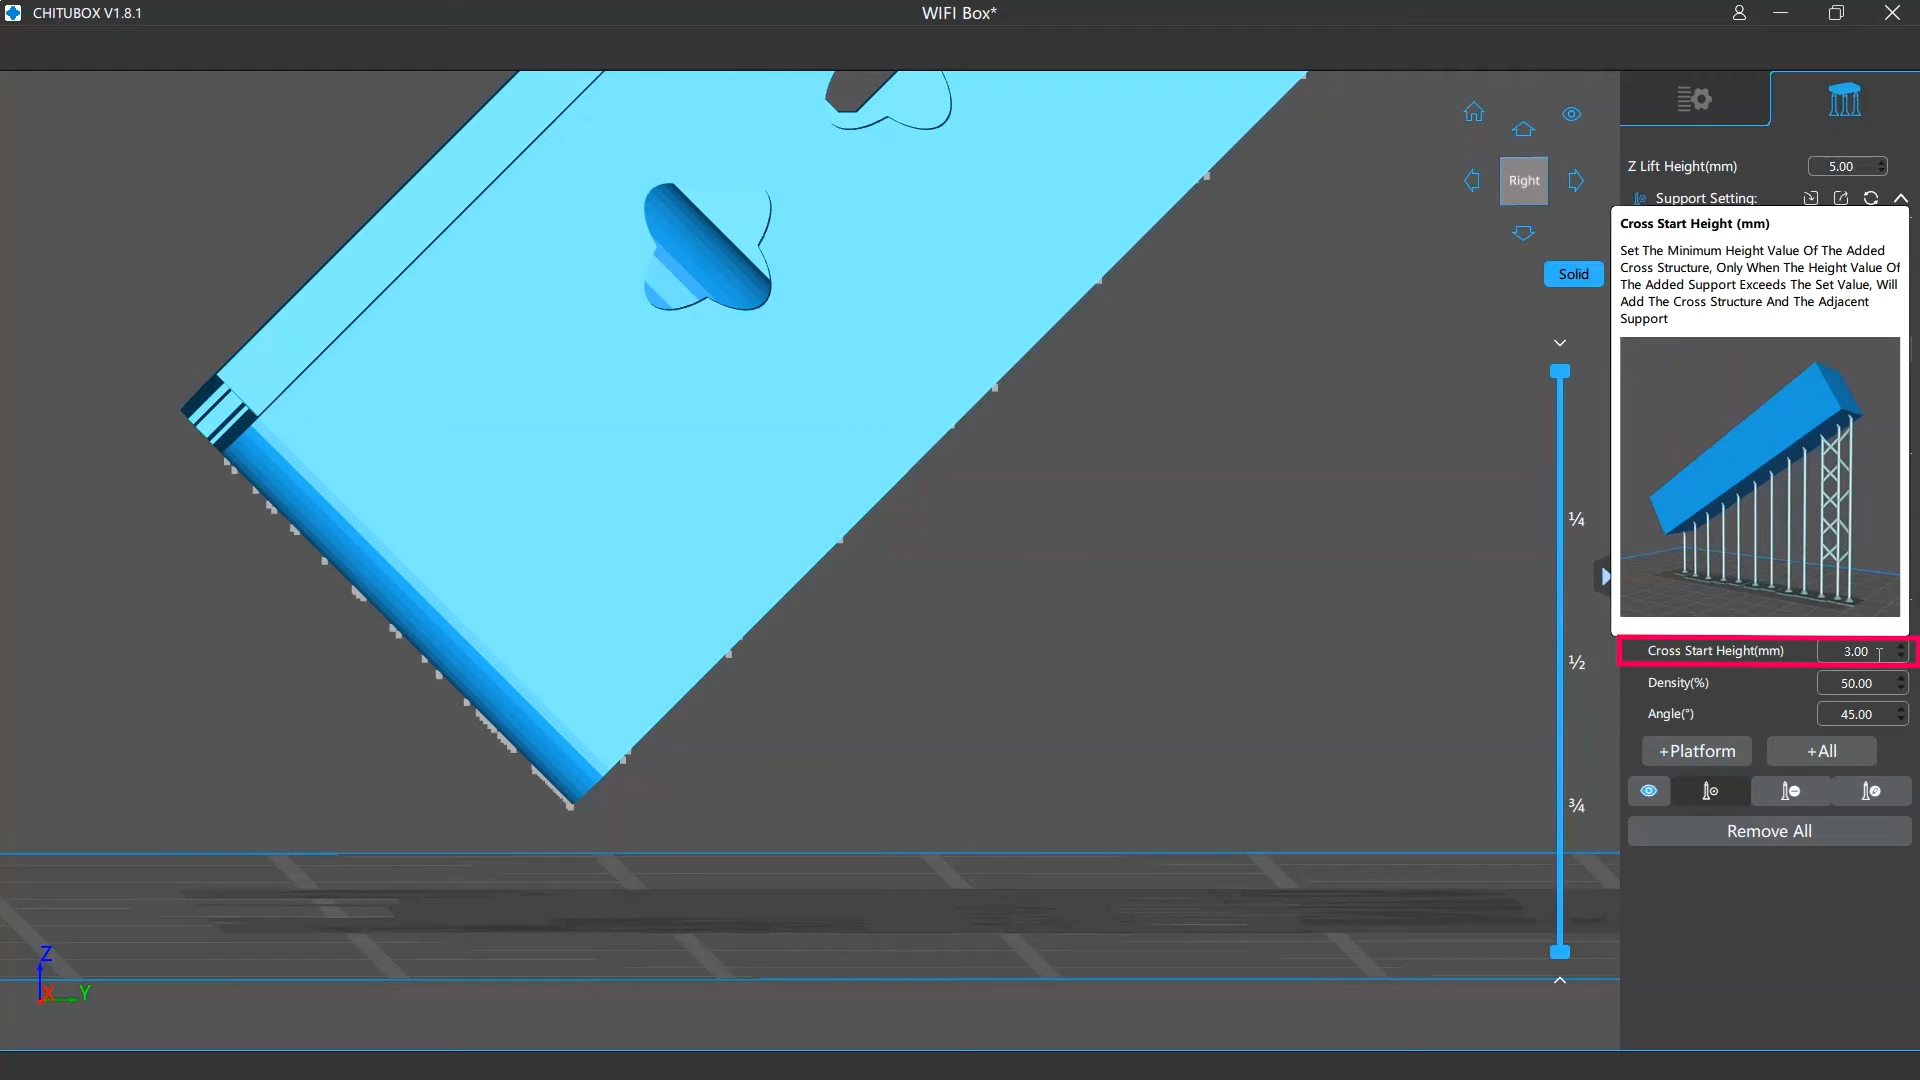 CHITUBOX V1.8.1
WIFI Box*
Z Lift Height(mm)
5.00
Support Setting:
Right
Solid
Cross Start Height (mm)
Set The Minimum Height Value Of The Added
Cross Structure, Only When The Height Value Of
The Added Support Exceeds The Set Value, Will
Add The Cross Structure And The Adjacent
Support
¼
½
¾
Cross Start Height(mm)
3.00
Density(%)
50.00
Angle(°)
45.00
+Platform
+All
Remove All
Z
X
Y